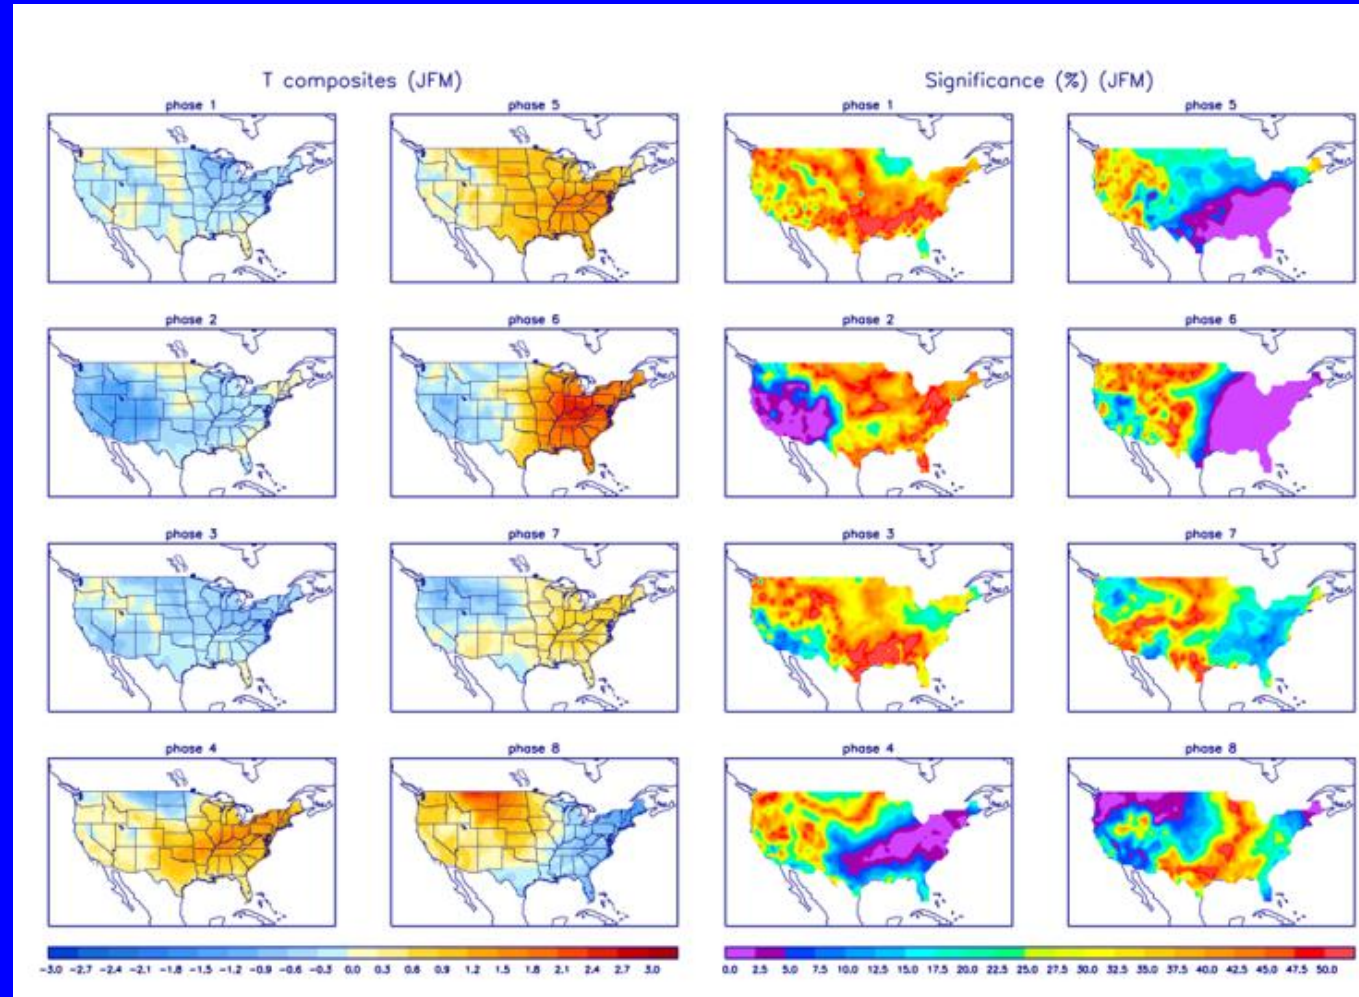 T composites (JFM)
Significance (%) (JFM)
phase 1
phase 5
phase 1
phase 5
phase 2
phase 6
phase 2
phase 6
phase 3
phase 7
phase 3
phase 7
phase 4
phase 8
phase 4
phase 8
-3.0 -2.7 -2.4 -2.1 -1.8 -1.5 -1.2 -0.9 -0.6 -0.3 0.0 0.3 0.6 0.9 1.2 1.5 1.8 2.1 2.4 2.7 3.0
0.0 2.5 5.0 7.5 10.0 12.5 15.0 17.5 20.0 22.5 25.0 27.5 30.0 32.5 35.0 37.5 40.0 42.5 45.0 47.5 50.0